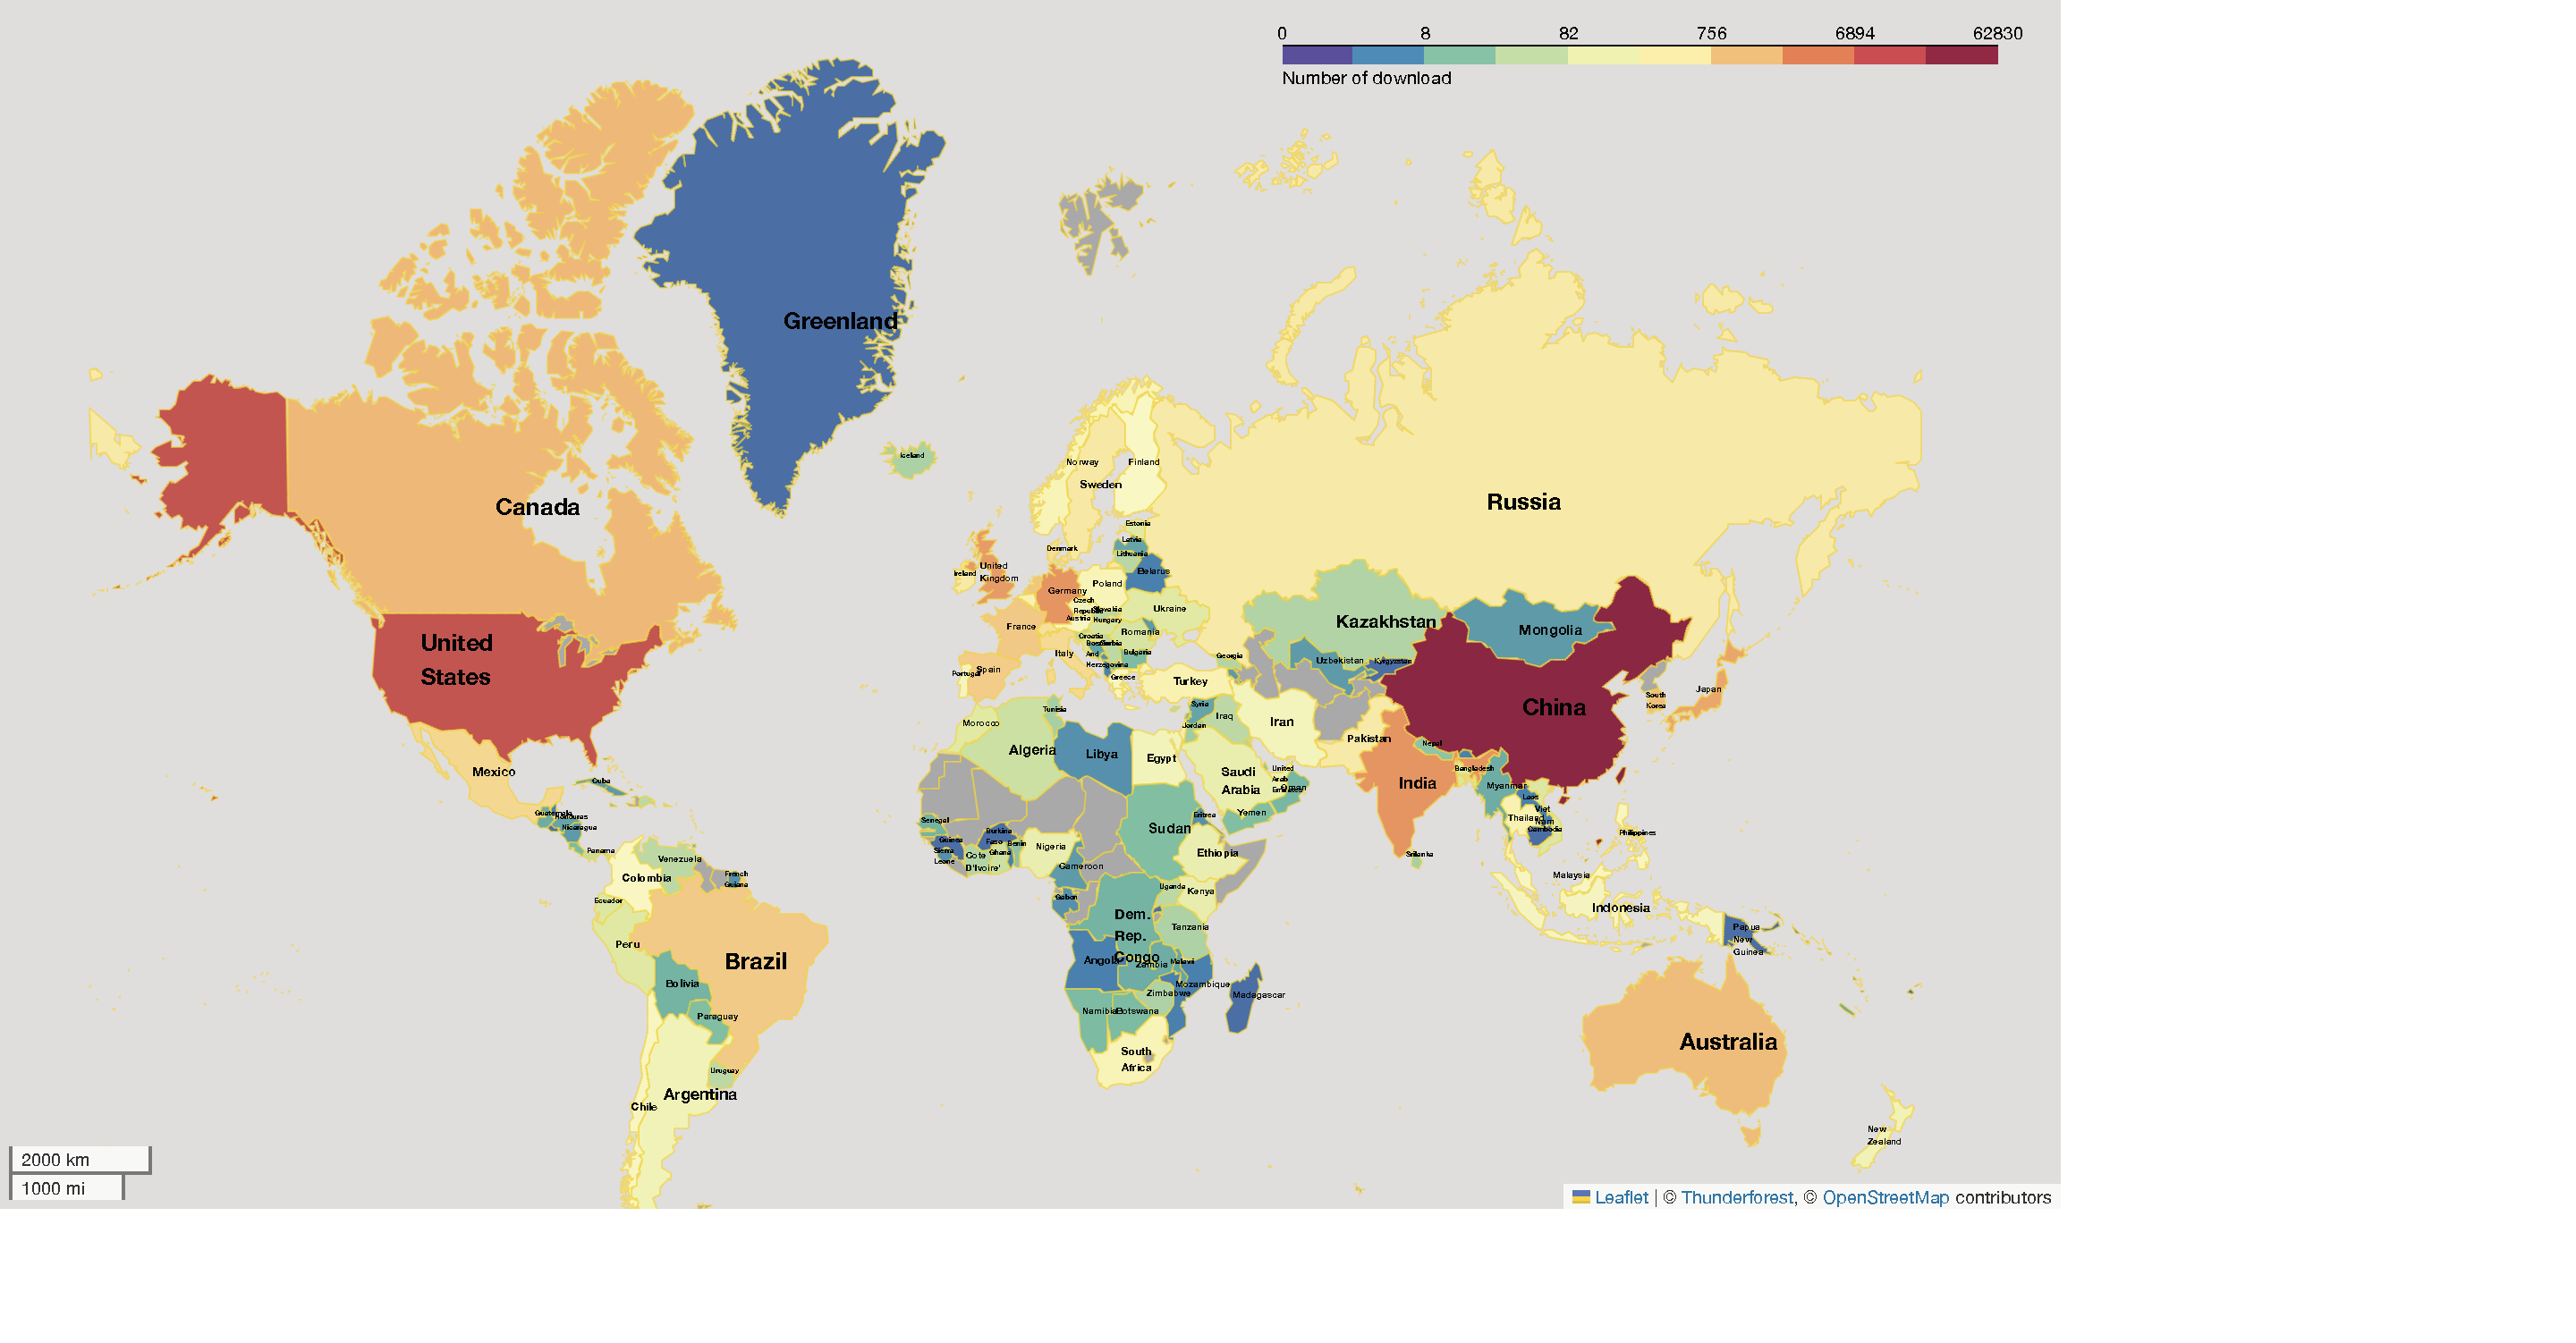 0 8 82 756 6894 62830
Number of download
Greenland
Iceland
Canada
Norway
Finland
Sweden
Russia
Estonia
Latvia
Lithuania
Denmark
Ireland
United
Kingdom
Belarus
Poland
Germany
Czech
Slovakia
Ukraine
Austria
Hungary
France
Romania
Croatia
And
Herzegovina
Bulgaria
Italy
Spain
Portugal
Greece
Georgia
Turkey
Kazakhstan
Mongolia
Uzbekistan
Kyrgyzstan
United
States
China
South
Korea
Japan
Syria
Iraq
Jordan
Iran
Tunisia
Morocco
Algeria
Libya
Egypt
Pakistan
Nepal
India
Bangladesh
Myanmar
Saudi
Arabia
United
Arab
Emirates
Oman
Yemen
Mexico
Cuba
Guatemala
Honduras
Nicaragua
Panama
Laos
Viet
Nam
Thailand
Cambodia
Philippines
Senegal
Guinea
Sierra
Leone
Burkina
Faso
Benin
Ghana
Cote
D'Ivoire'
Nigeria
Cameroon
Sudan
Eritrea
Ethiopia
Sri Lanka
Malaysia
Indonesia
Venezuela
French
Guiana
Colombia
Ecuador
Gabon
Uganda
Kenya
Dem.
Rep.
Congo
Tanzania
Papua
New
Guinea
Peru
Brazil
Angola
Zambia
Malawi
Mozambique
Madagascar
Bolivia
Zimbabwe
Namibia
Botswana
Paraguay
South
Africa
Australia
Uruguay
Argentina
Chile
New
Zealand
2000 km
1000 mi
Leaflet | © Thunderforest, © OpenStreetMap contributors